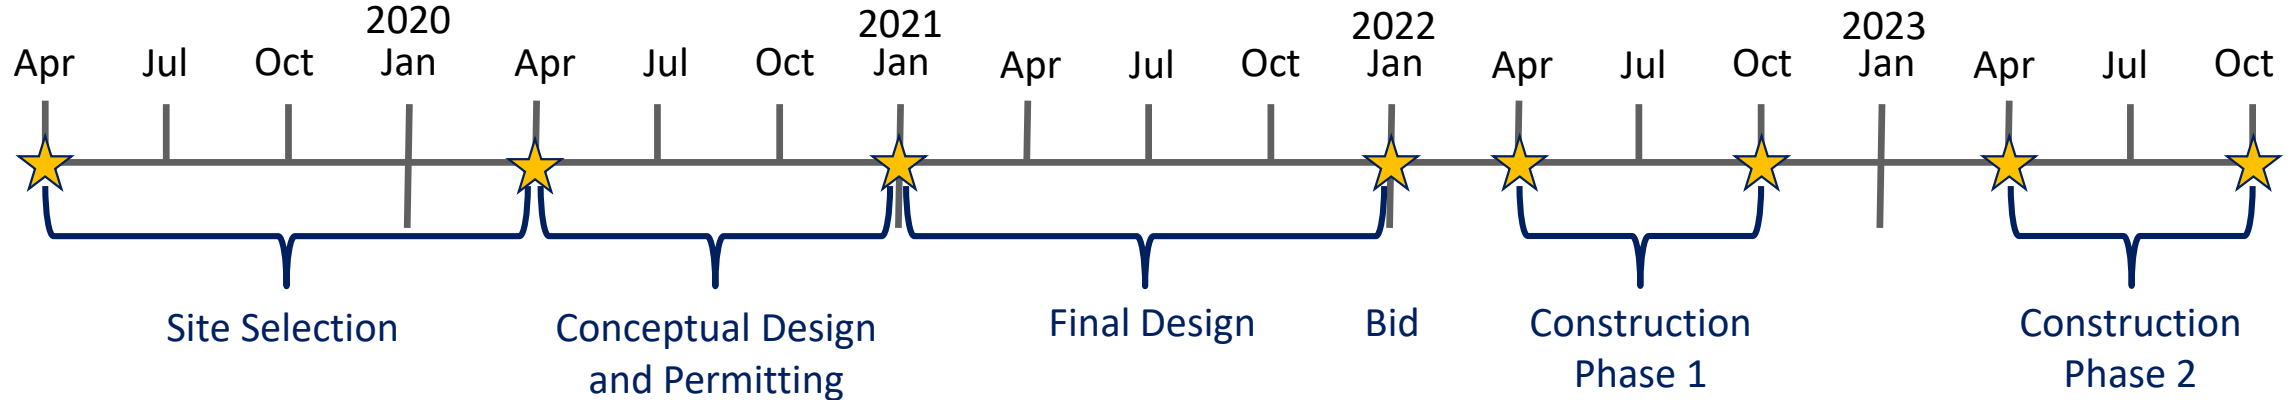 2020 2021 2022 2023
Apr Jul Oct Jan Apr Jul Oct Jan Apr Jul Oct Jan Apr Jul Oct Jan Apr Jul Oct
Site Selection
Conceptual Design
and Permitting
Final Design
Bid
Construction
Phase 1
Construction
Phase 2